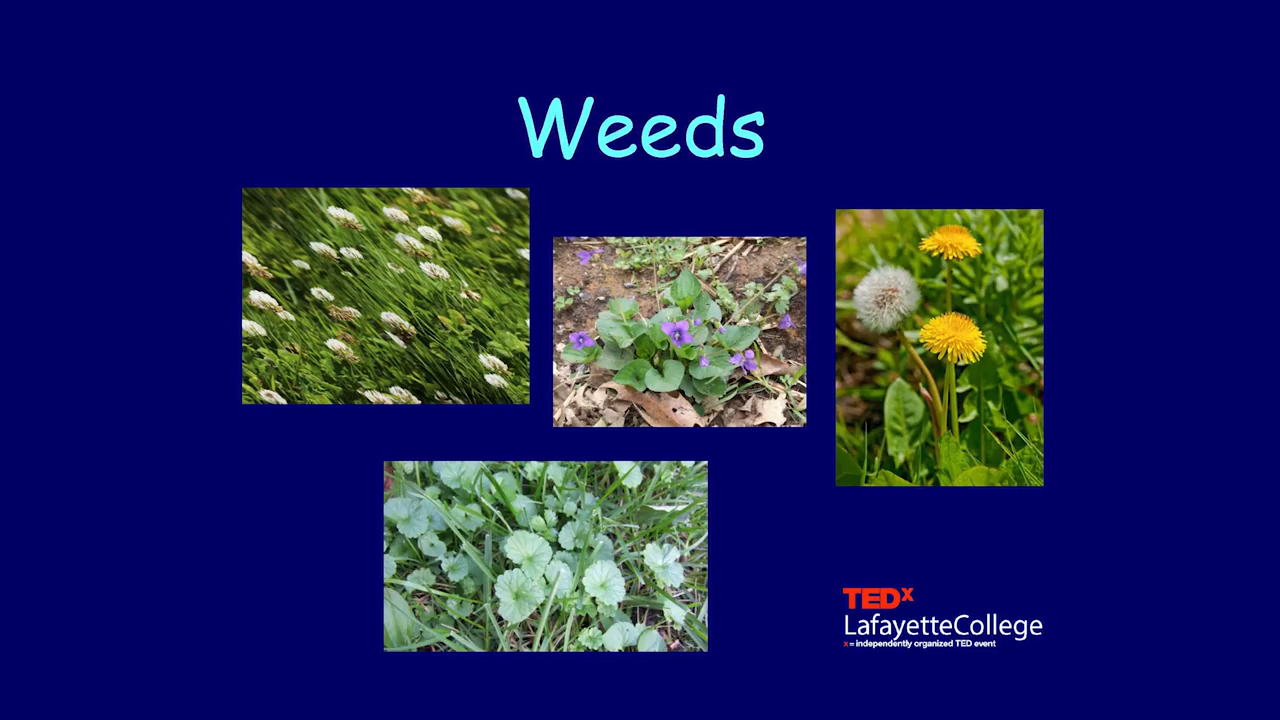 Weeds
TEDx
LafayetteCollege
x = independently organized TED event